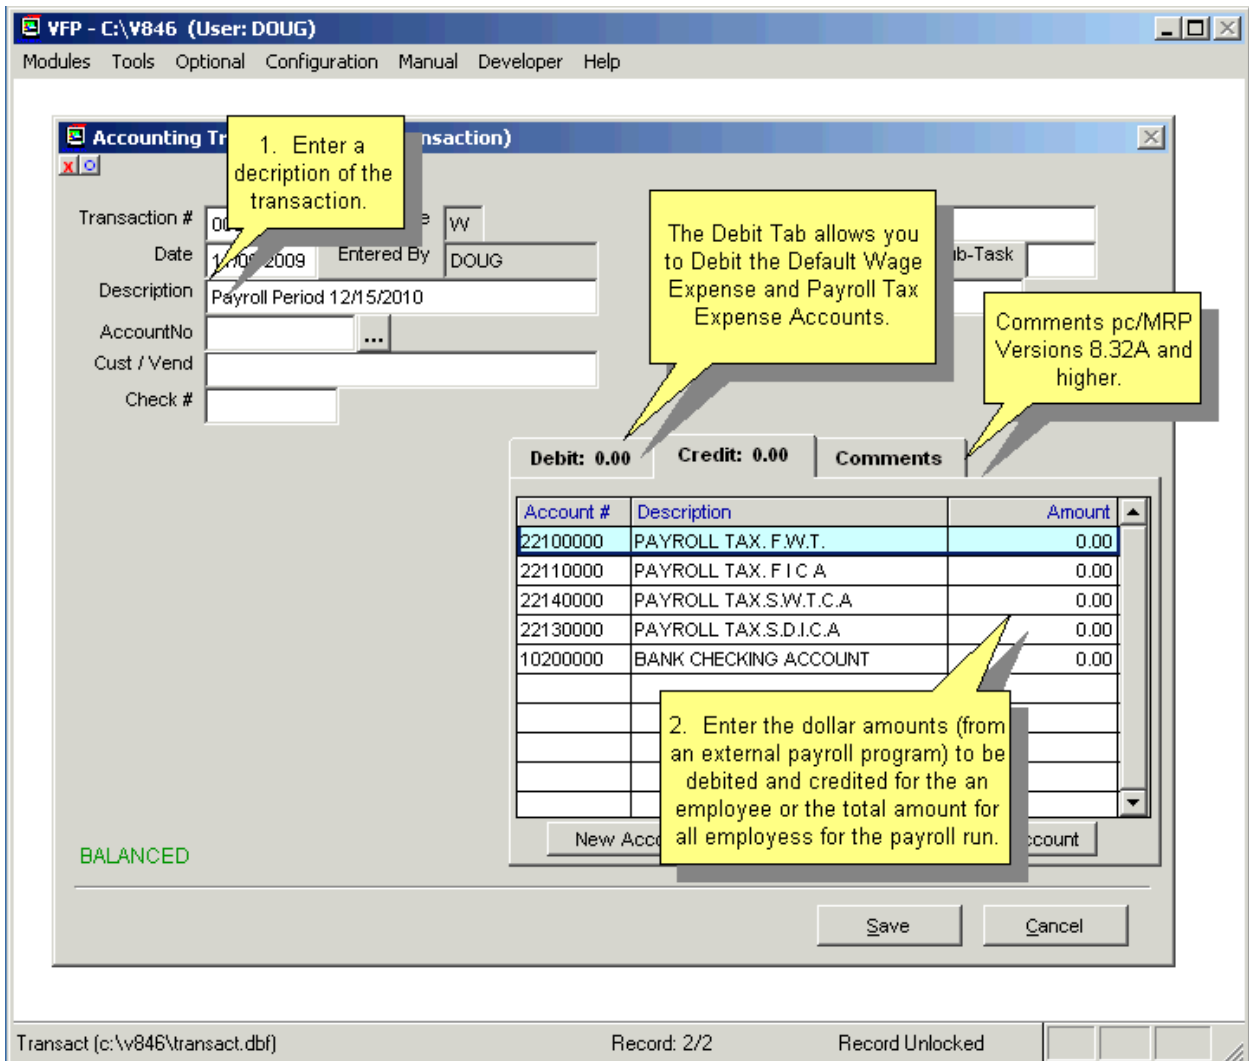 VFP - C:\V846 (User: DOUG)
Modules Tools Optional Configuration Manual Developer Help
Accounting
nsaction)
1. Enter a
decription of the
transaction.
Transaction #
W
Date
2009
Entered By
DOUG
Description
Payroll Period 12/15/2010
AccountNo
...
Cust / Vend
Check #
The Debit Tab allows you
to Debit the Default Wage
Expense and Payroll Tax
Expense Accounts.
b-Task
Comments pc/MRP
Versions 8.32A and
higher.
Debit: 0.00 Credit: 0.00 Comments
Account # Description Amount
22100000 PAYROLL TAX. F.W.T. 0.00
22110000 PAYROLL TAX. F I C A 0.00
22140000 PAYROLL TAX.S.W.T.C.A 0.00
22130000 PAYROLL TAX.S.D.I.C.A 0.00
10200000 BANK CHECKING ACCOUNT 0.00
2. Enter the dollar amounts (from
an external payroll program) to be
debited and credited for the an
employee or the total amount for
all employess for the payroll run.
New Acc
count
BALANCED
Save Cancel
Transact (c:\v846\transact.dbf) Record: 2/2 Record Unlocked